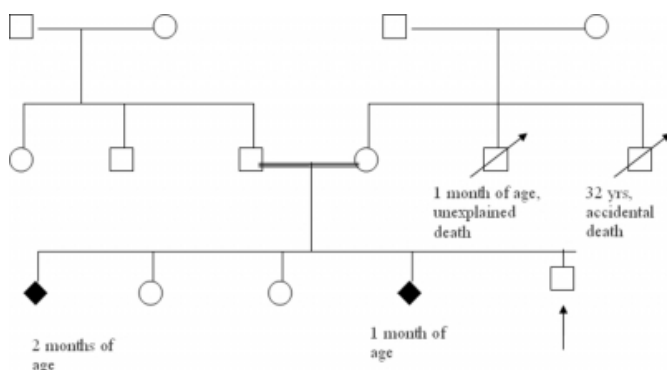 1 month of age,
unexplained
death
32 yrs,
accidental
death
2 months of
age
1 month of
age